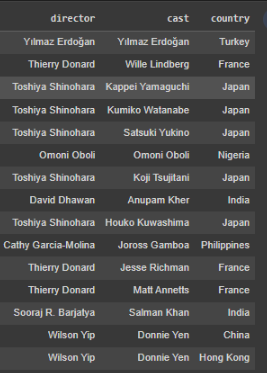 director cast country
Yılmaz Erdoğan Yılmaz Erdoğan Turkey
Thierry Donard Wille Lindberg France
Toshiya Shinohara Kappei Yamaguchi Japan
Toshiya Shinohara Kumiko Watanabe Japan
Toshiya Shinohara Satsuki Yukino Japan
Omoni Oboli Omoni Oboli Nigeria
Toshiya Shinohara Koji Tsujitani Japan
David Dhawan Anupam Kher India
Toshiya Shinohara Houko Kuwashima Japan
Cathy Garcia-Molina Joross Gamboa Philippines
Thierry Donard Jesse Richman France
Thierry Donard Matt Annetts France
Sooraj R. Barjatya Salman Khan India
Wilson Yip Donnie Yen China
Wilson Yip Donnie Yen Hong Kong